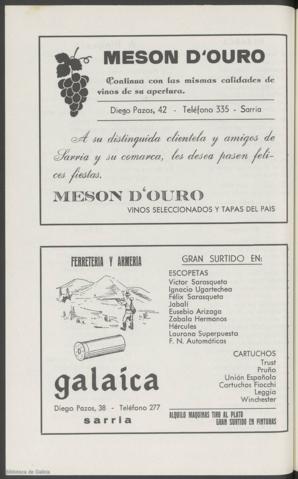 MESON D'OURO
Continua con las mismas calidades de
vinos de su apertura.
Diego Pazos, 42 - Teléfono 335 - Sarria
A su distinguida clientela y amigos de
Sarria y su comarca, les desea pasen feli-
ces fiestas.
MESON D'OURO
VINOS SELECCIONADOS Y TAPAS DEL PAIS
FERRETERIA Y ARMERIA
galaica
Diego Pazos, 38 - Teléfono 277
sarria
GRAN SURTIDO EN:
ESCOPETAS
Víctor Sarasqueta
Ignacio Ugartechea
Félix Sarasqueta
Jabalí
Eusebio Arizaga
Zabala Hermanos
Hércules
Laurona Superpuesta
F. N. Automáticas
CARTUCHOS
Trust
Pruño
Unión Española
Cartuchos Fiocchi
Leggia
Winchester
ALQUILO MAQUINAS TIRO AL PLATO
GRAN SURTIDO EN PINTURAS
Biblioteca de Galicia